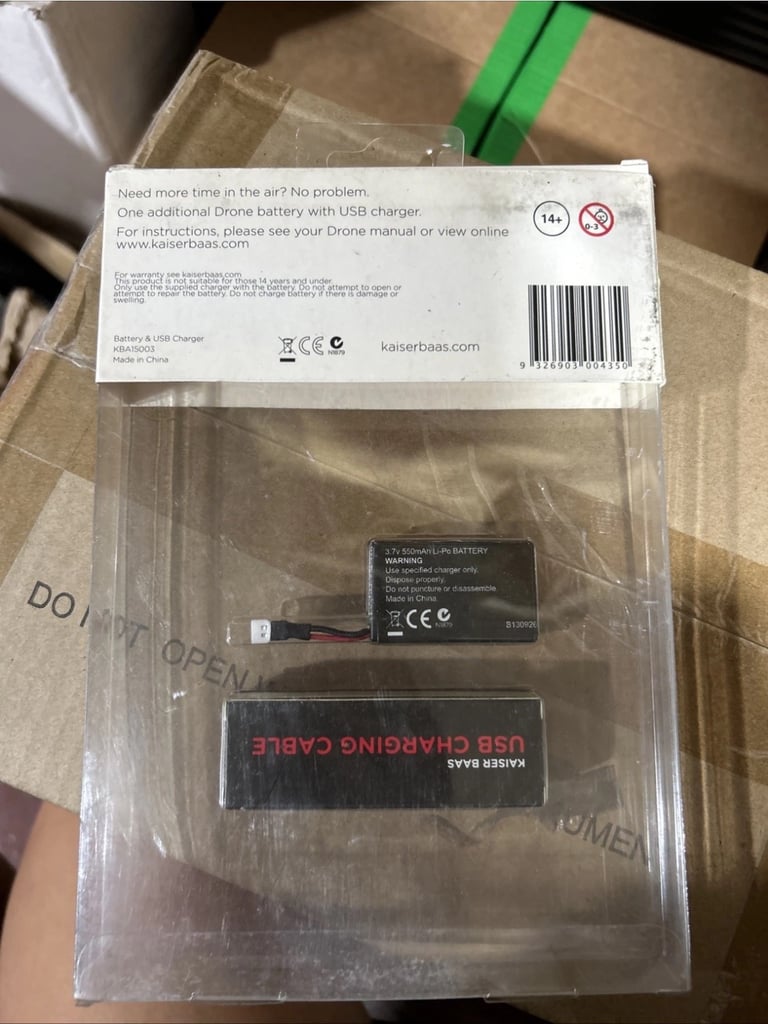 Need more time in the air? No problem.
One additional Drone battery with USB charger.
For instructions, please see your Drone manual or view online
www.kaiserbaas.com
14+
0-3
For warranty see kaiserbaas.com
This product is not suitable for those 14 years and under.
Only use the supplied charger with the battery. Do not attempt to open or
attempt to repair the battery. Do not charge battery if there is damage or
swelling.
Battery & USB Charger
KBA15003
Made in China
CE
N1879
kaiserbaas.com
9 326903 004350
3.7v 550mAh Li-Po BATTERY
WARNING
Use specified charger only.
Dispose properly.
Do not puncture or disassemble.
Made in China
CE
N1879
S130926
DO NOT OPEN
KAISER BAAS
USB CHARGING CABLE